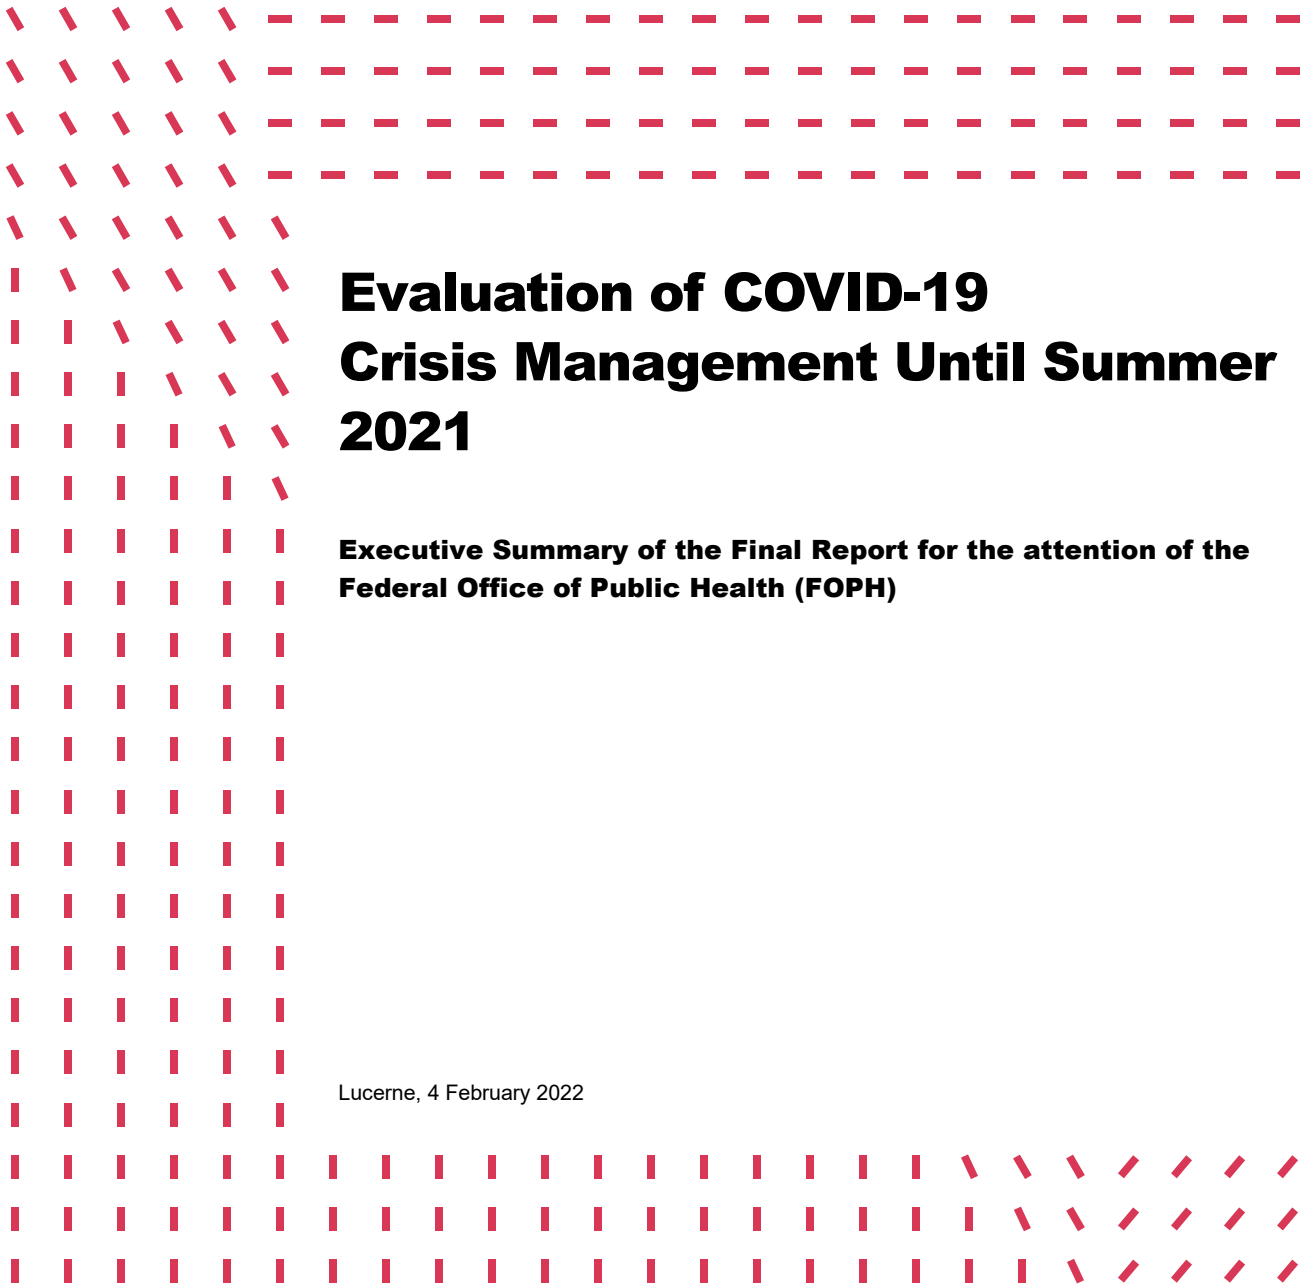 Evaluation of COVID-19
Crisis Management Until Summer
2021
Executive Summary of the Final Report for the attention of the
Federal Office of Public Health (FOPH)
Lucerne, 4 February 2022